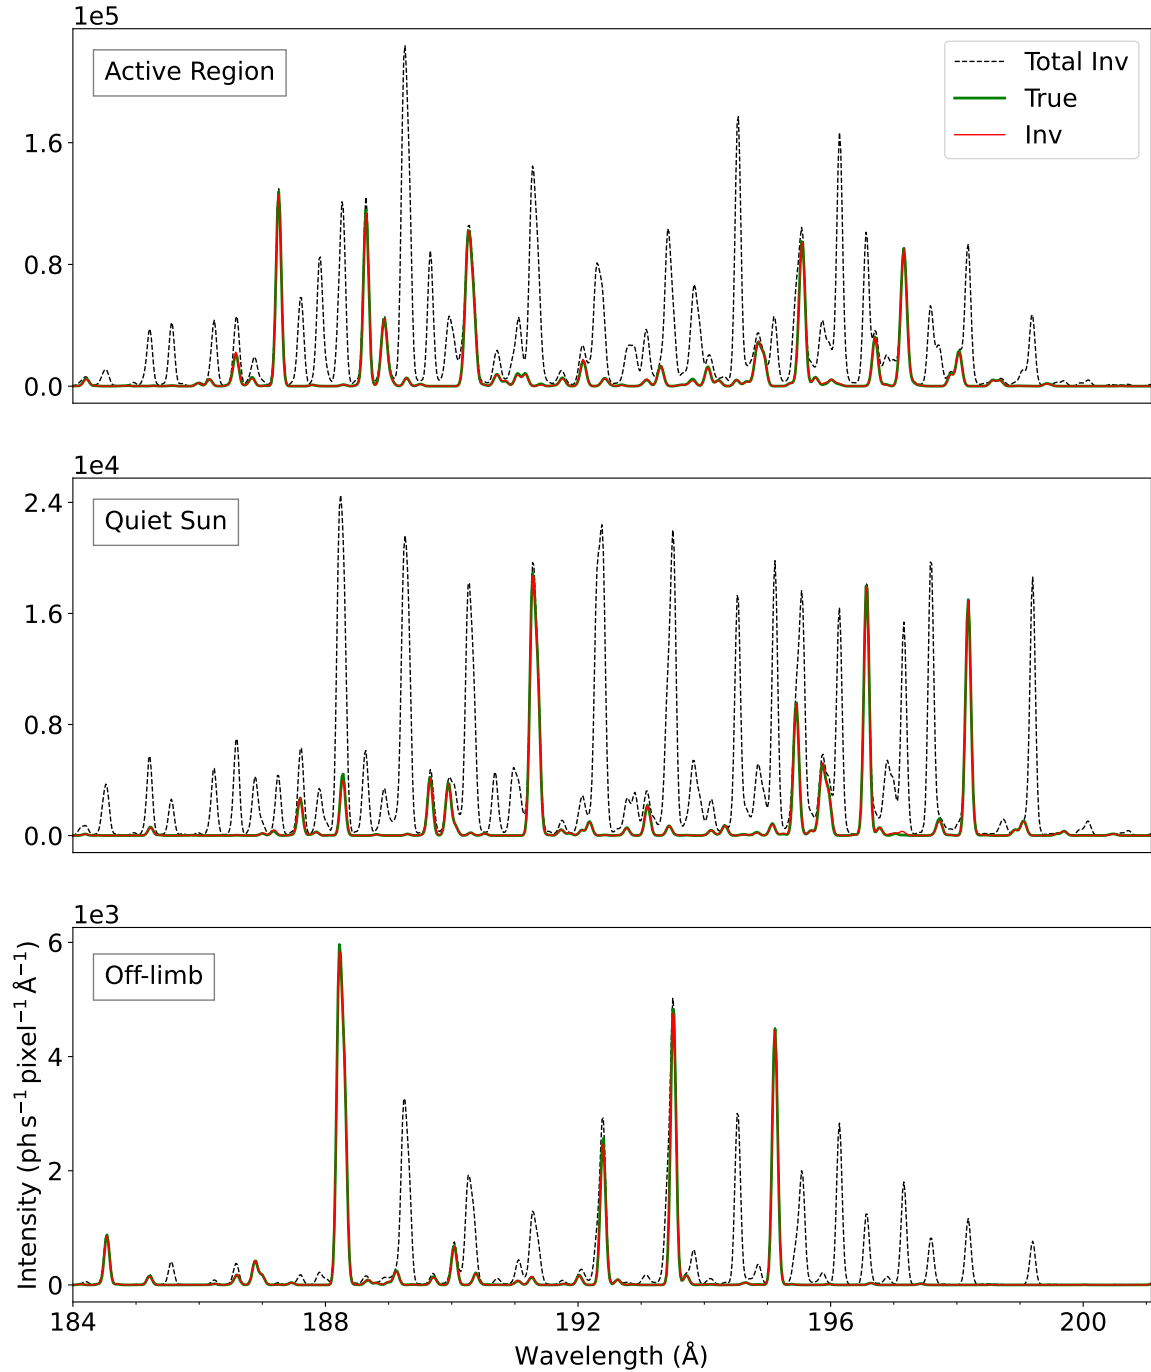 1e5
Active Region
Total Inv
True
Inv
1.6
0.8
0.0
1e4
Quiet Sun
2.4
1.6
0.8
0.0
1e3
Off-limb
6
4
2
0
Intensity (ph s⁻¹ pixel⁻¹ Å⁻¹)
184 188 192 196 200
Wavelength (Å)